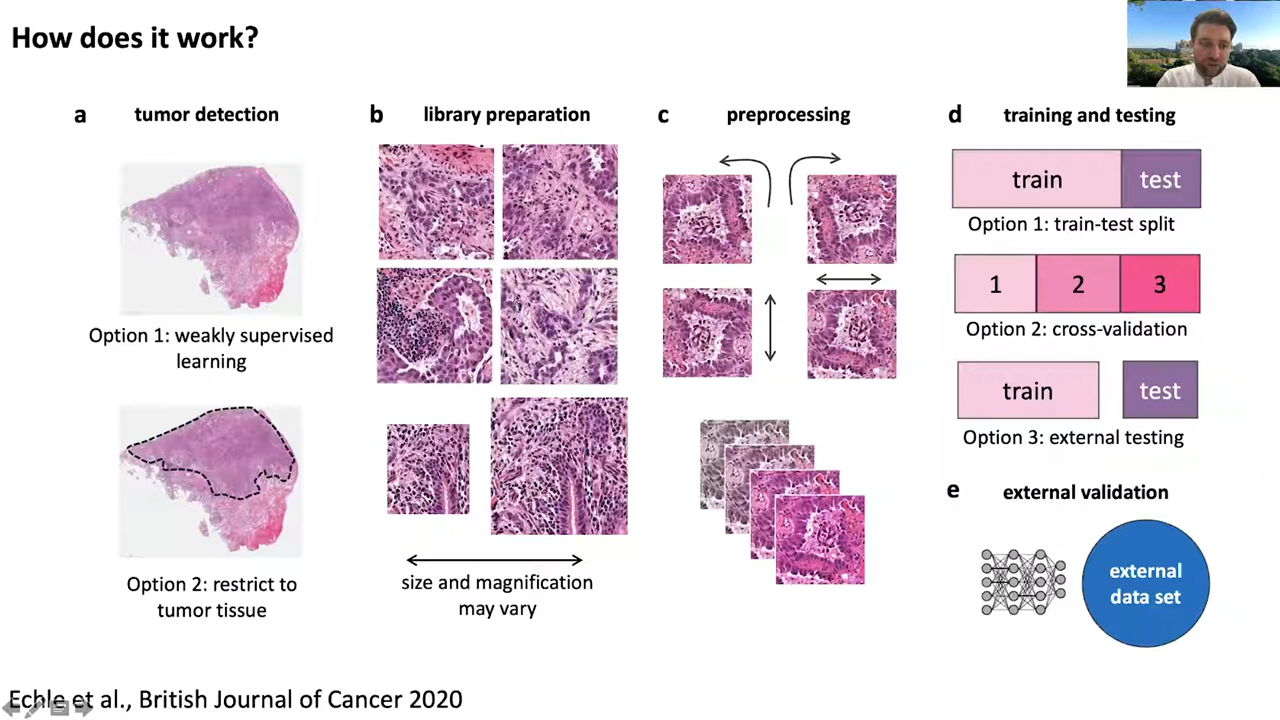 How does it work?
a tumor detection
Option 1: weakly supervised
learning
Option 2: restrict to
tumor tissue
b library preparation
size and magnification
may vary
c preprocessing
d training and testing
train test
Option 1: train-test split
1 2 3
Option 2: cross-validation
train test
Option 3: external testing
e external validation
external
data set
Echle et al., British Journal of Cancer 2020